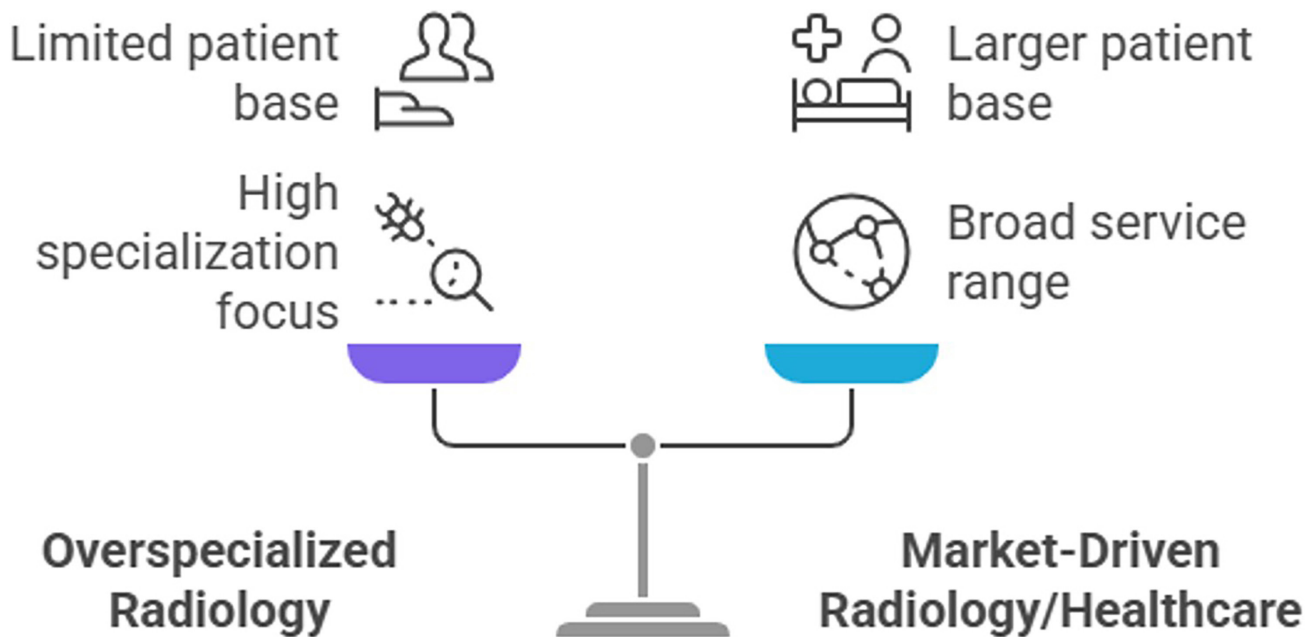 Limited patient
base
High
specialization
focus
Larger patient
base
Broad service
range
Overspecialized
Radiology
Market-Driven
Radiology/Healthcare